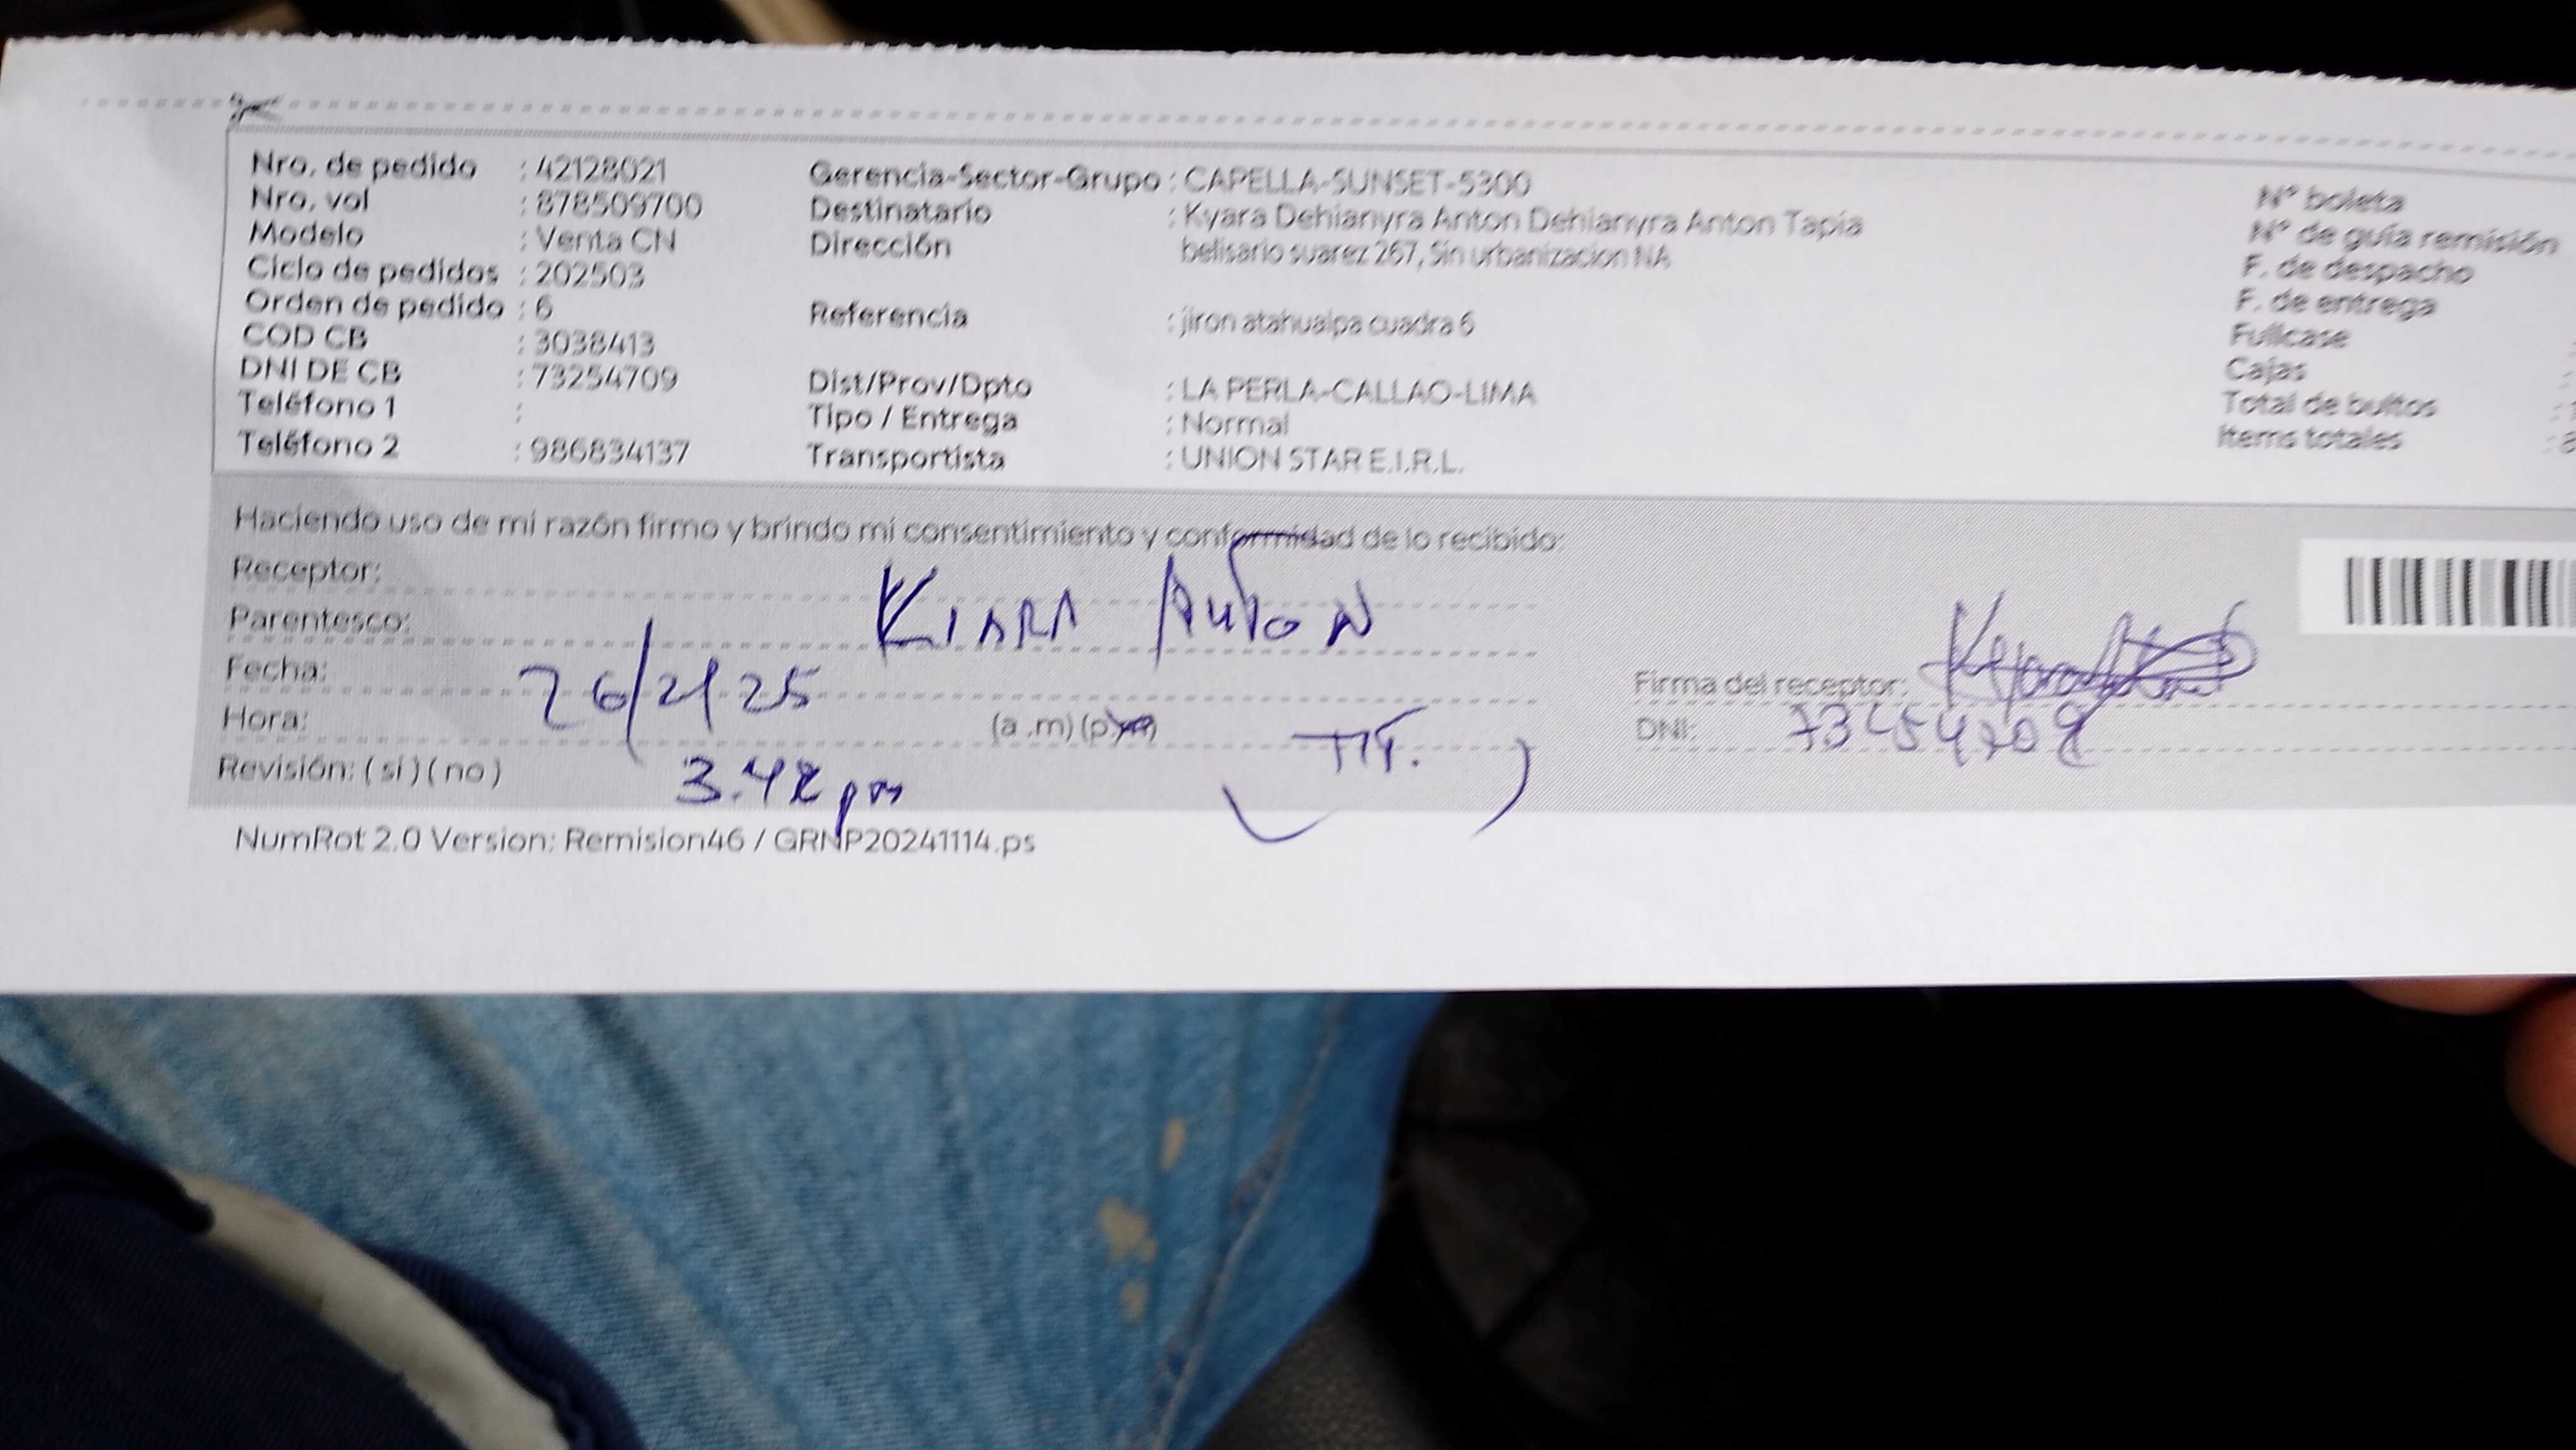 Nro. de pedido : 42128021
Nro. vol : 878509700
Modelo : Venta CN
Ciclo de pedidos : 202503
Orden de pedido : 6
COD CB : 3038413
DNI DE CB : 73254709
Teléfono 1 :
Teléfono 2 : 986834137
Gerencia-Sector-Grupo : CAPELLA-SUNSET-5300
Destinatario : Kyara Dehianyra Anton Dehianyra Anton Tapia
Dirección belisario suarez 267, Sin urbanizacion NA
Referencia : jiron atahualpa cuadra 6
Dist/Prov/Dpto : LA PERLA-CALLAO-LIMA
Tipo / Entrega : Normal
Transportista : UNION STAR E.I.R.L.
Nº boleta
Nº de guía remisión
F. de despacho
F. de entrega
Fullcase
Cajas
Total de bultos :
Items totales :
Haciendo uso de mi razón firmo y brindo mi consentimiento y conformidad de lo recibido:
Receptor: KIARA ANTON
Parentesco:
Fecha: 26/2/25
Hora: (a .m) (p.m)
Revisión: ( si ) ( no ) 3.42 pm
( TIT. )
Firma del receptor:
DNI:
NumRot 2.0 Version: Remision46 / GRNP20241114.ps